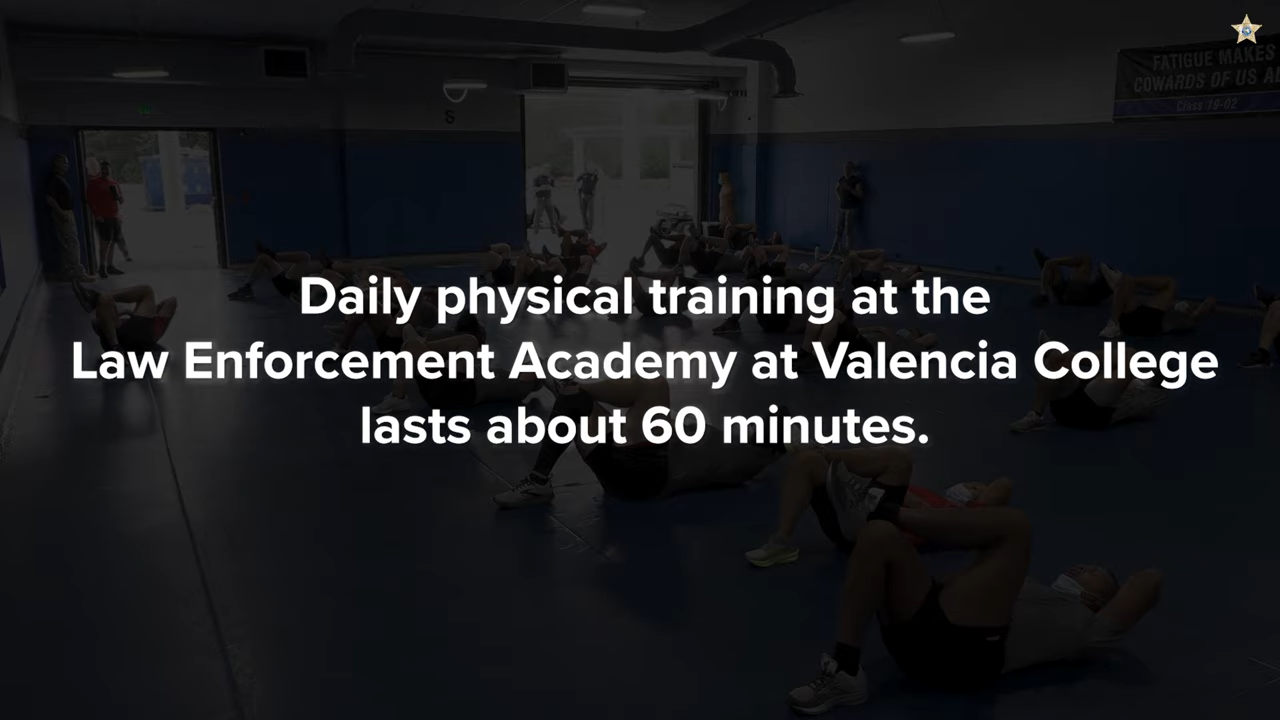 FATIGUE MAKES
COWARDS OF US
Class 19-02
S
Daily physical training at the
Law Enforcement Academy at Valencia College
lasts about 60 minutes.